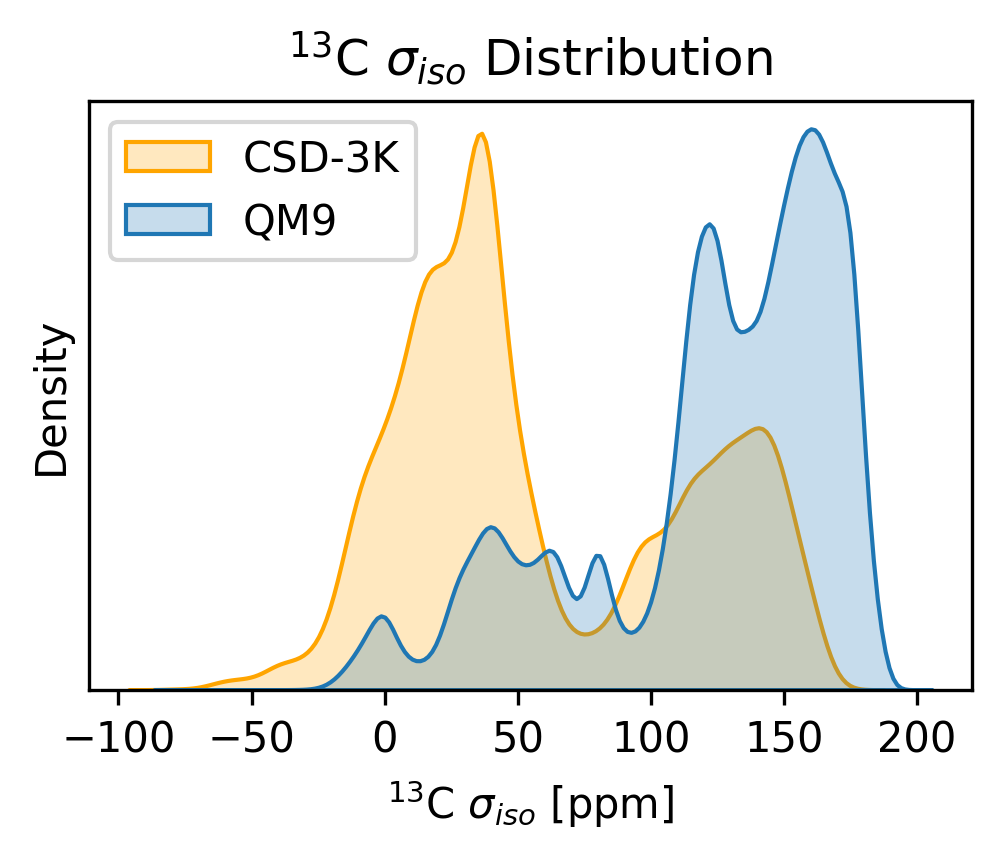 ¹³C σ_iso Distribution
CSD-3K
QM9
Density
−100 −50 0 50 100 150 200
¹³C σ_iso [ppm]